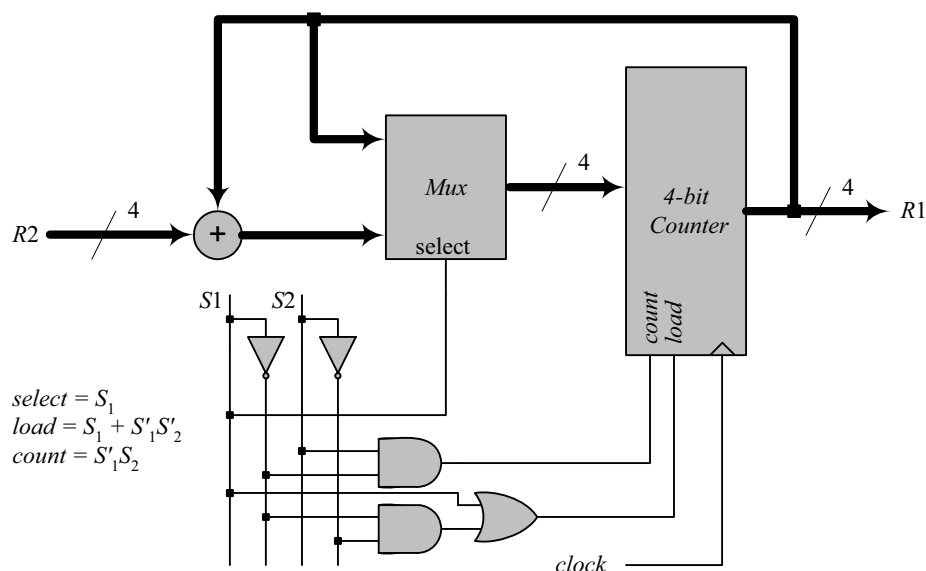 4
4
Mux
4-bit
Counter
R2
4
+
R1
select
S1
S2
count
load
select = S₁
load = S₁ + S′₁S′₂
count = S′₁S₂
clock